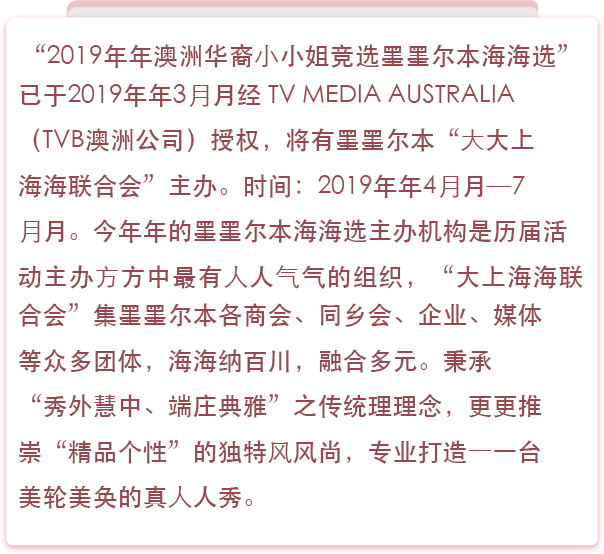 “2019年年澳洲华裔⼩小姐竞选墨墨尔本海海选”
已于2019年年3⽉月经 TV MEDIA AUSTRALIA
（TVB澳洲公司）授权，将有墨墨尔本“⼤大上
海海联合会”主办。时间：2019年年4⽉月—7
⽉月。今年年的墨墨尔本海海选主办机构是历届活
动主办⽅方中最有⼈人⽓气的组织，“大上海海联
合会”集墨墨尔本各商会、同乡会、企业、媒体
等众多团体，海海纳百川，融合多元。秉承
“秀外慧中、端庄典雅”之传统理理念，更更推
崇“精品个性”的独特⻛风尚，专业打造⼀一台
美轮美奂的真⼈人秀。